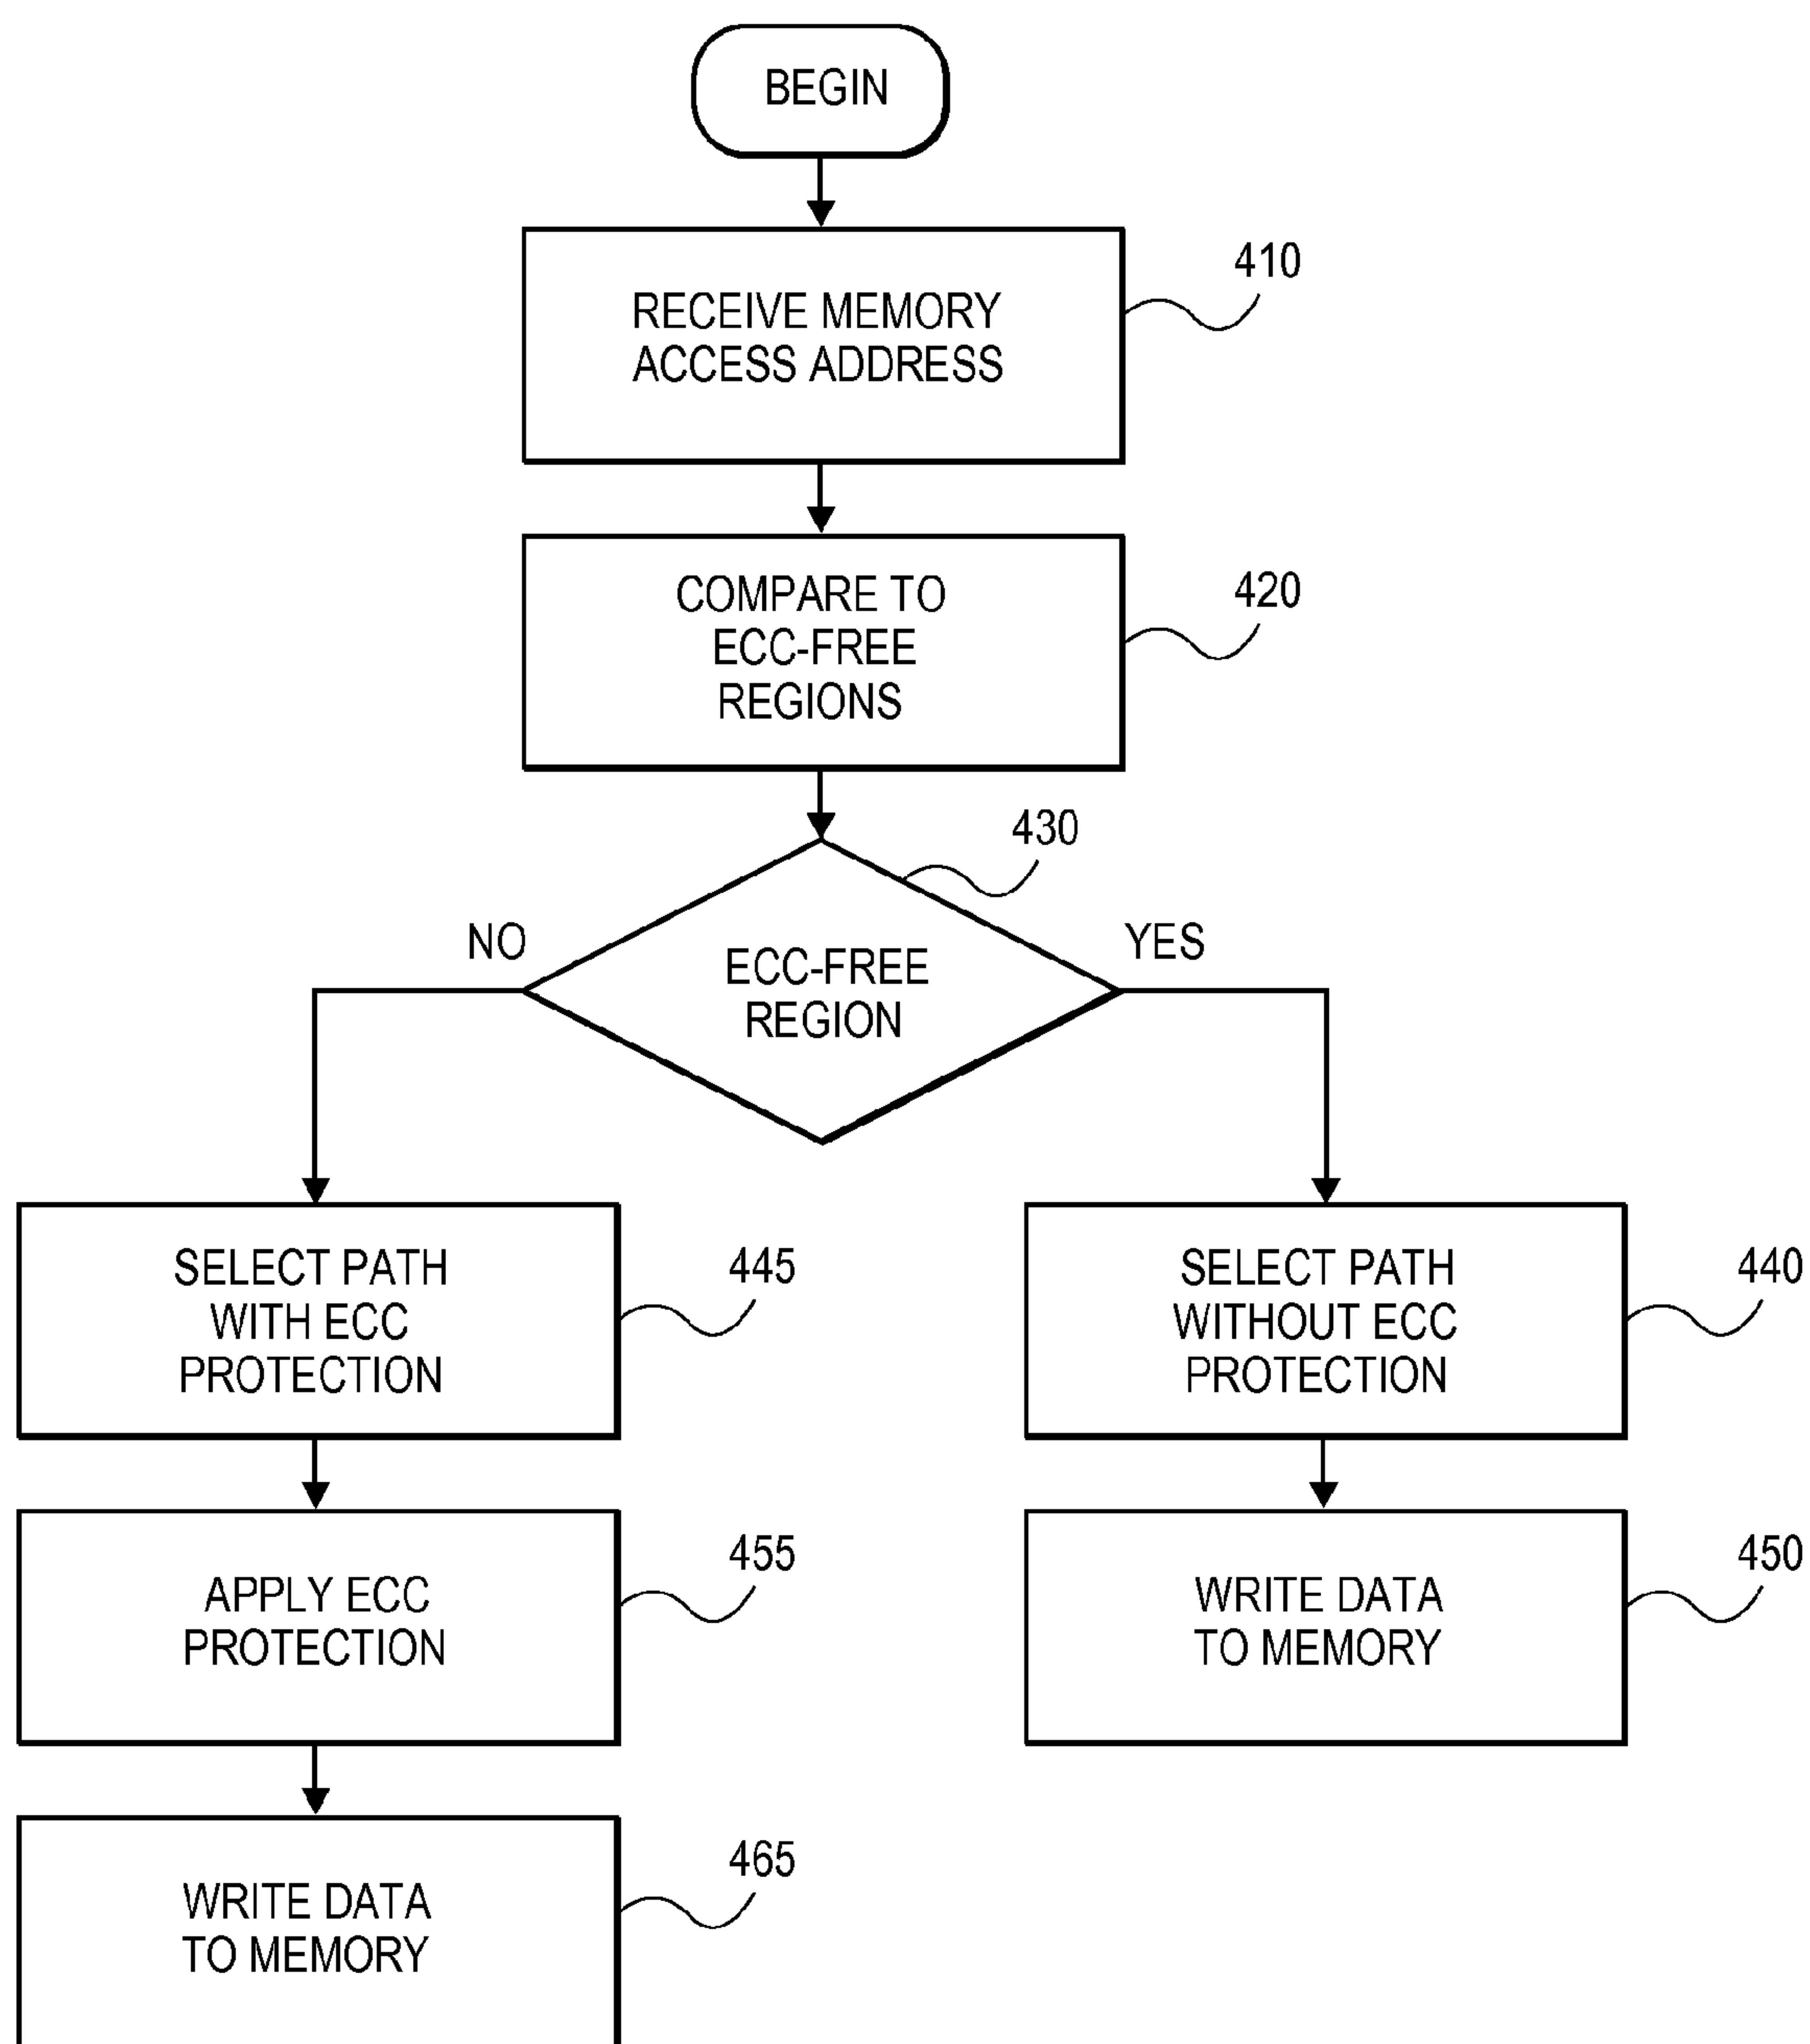 BEGIN
RECEIVE MEMORY
ACCESS ADDRESS
410
COMPARE TO
ECC-FREE
REGIONS
420
430
NO
ECC-FREE
REGION
YES
SELECT PATH
WITH ECC
PROTECTION
445
SELECT PATH
WITHOUT ECC
PROTECTION
440
APPLY ECC
PROTECTION
455
WRITE DATA
TO MEMORY
450
WRITE DATA
TO MEMORY
465